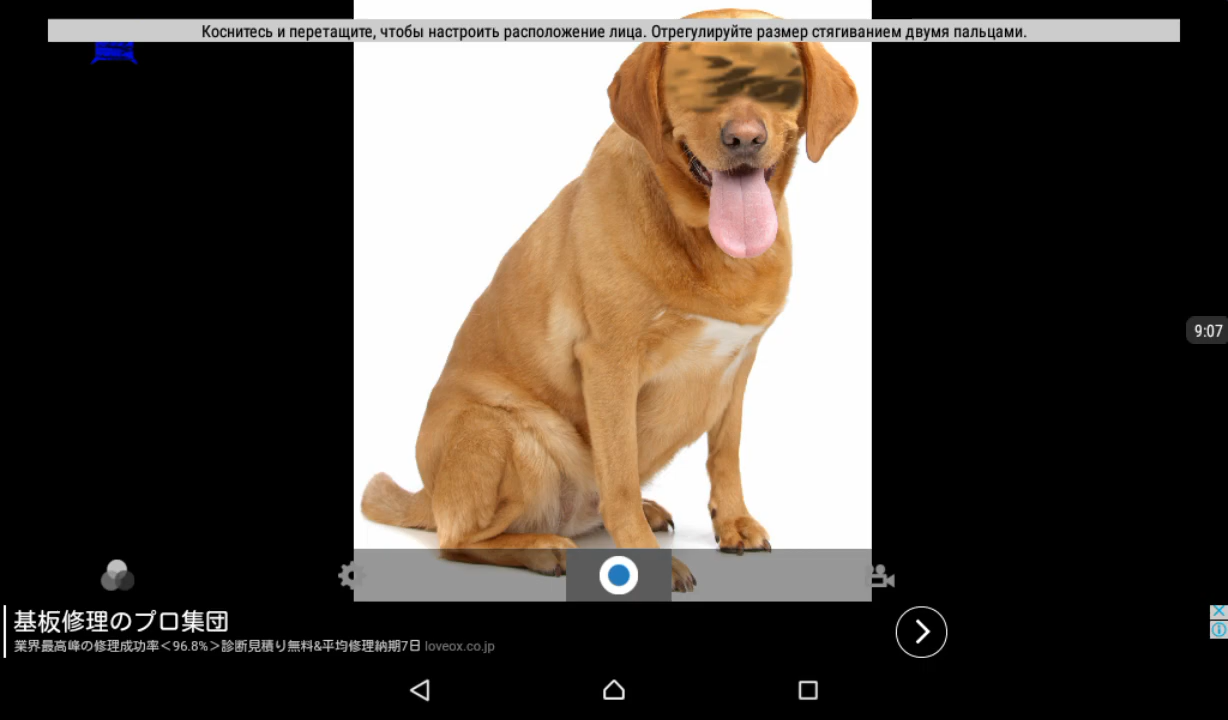 Коснитесь и перетащите, чтобы настроить расположение лица. Отрегулируйте размер стягиванием двумя пальцами.
9:07
基板修理のプロ集団
業界最高峰の修理成功率<96.8%>診断見積り無料&平均修理納期7日 loveox.co.jp